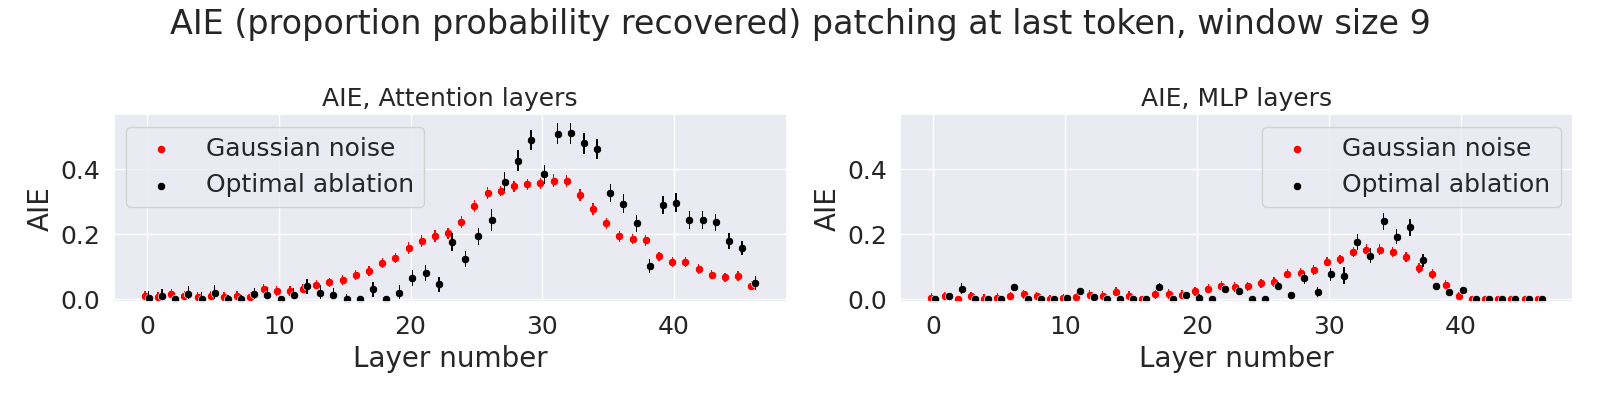 AIE (proportion probability recovered) patching at last token, window size 9
AIE, Attention layers
Gaussian noise
Optimal ablation
AIE
0.4
0.2
0.0
0 10 20 30 40
Layer number
AIE, MLP layers
Gaussian noise
Optimal ablation
AIE
0.4
0.2
0.0
0 10 20 30 40
Layer number